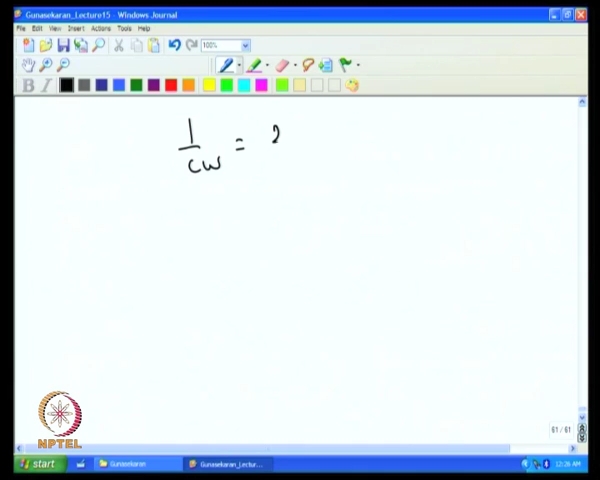 Gunasekaran_Lecture15 - Windows Journal
File Edit View Insert Actions Tools Help
100%
B I
1/cw = 2
NPTEL
61 / 61
start Gunasekaran Gunasekaran_Lectur... 12:26 AM